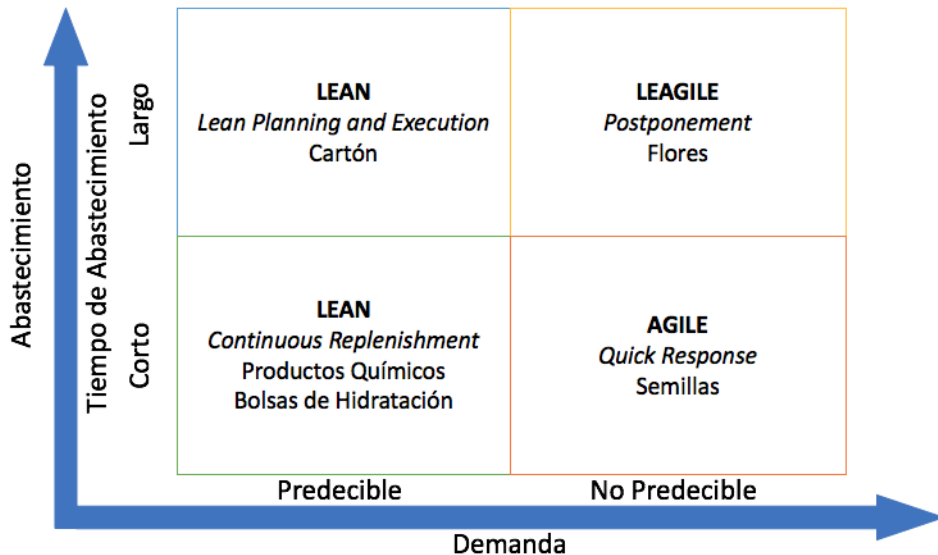 Abastecimiento
Tiempo de Abastecimiento
Largo
LEAN
Lean Planning and Execution
Cartón
LEAGILE
Postponement
Flores
Corto
LEAN
Continuous Replenishment
Productos Químicos
Bolsas de Hidratación
AGILE
Quick Response
Semillas
Predecible
No Predecible
Demanda